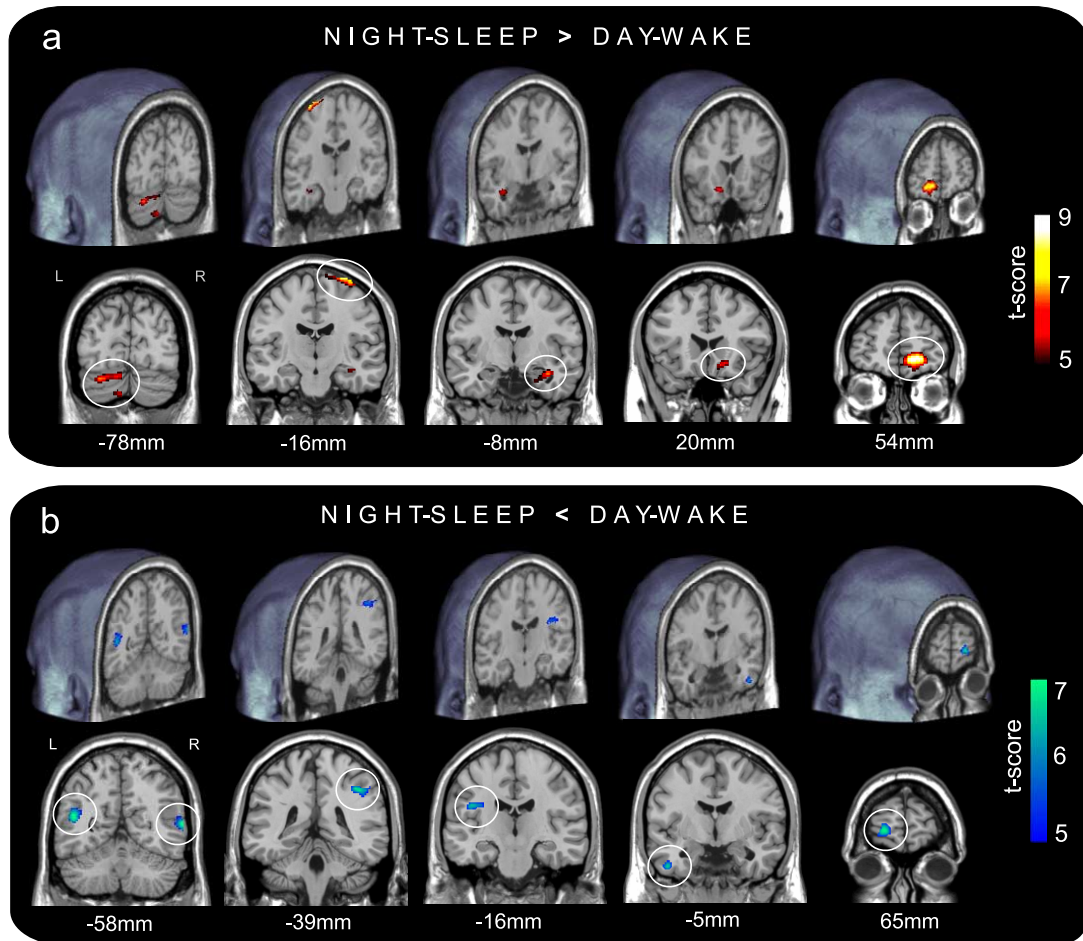 a
NIGHT-SLEEP > DAY-WAKE
L R
-78mm -16mm -8mm 20mm 54mm
9
7
5
t-score
b
NIGHT-SLEEP < DAY-WAKE
L R
-58mm -39mm -16mm -5mm 65mm
7
6
5
t-score